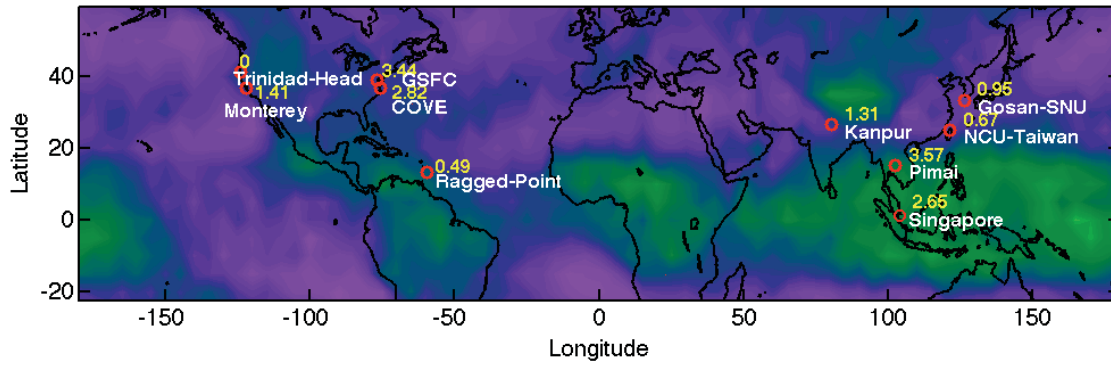 0
Trinidad-Head
3.44
GSFC
1.41
2.82
Monterey
COVE
0.49
Ragged-Point
1.31
Kanpur
0.95
Gosan-SNU
0.67
NCU-Taiwan
3.57
Pimai
2.65
Singapore
Latitude
40
20
0
-20
-150
-100
-50
0
50
100
150
Longitude